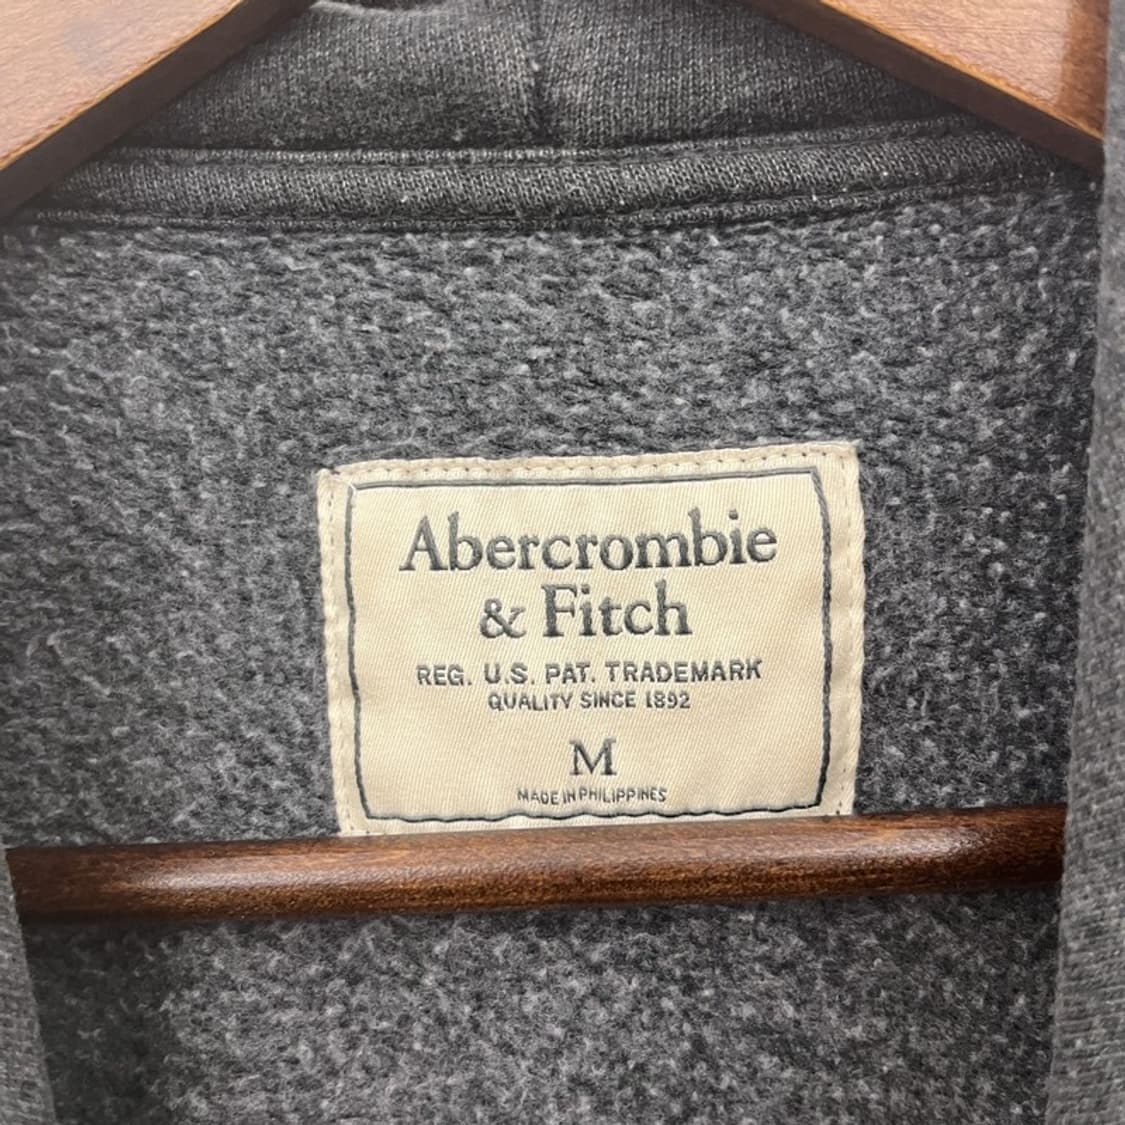 Abercrombie
& Fitch
REG. U.S. PAT. TRADEMARK
QUALITY SINCE 1892
M
MADE IN PHILIPPINES